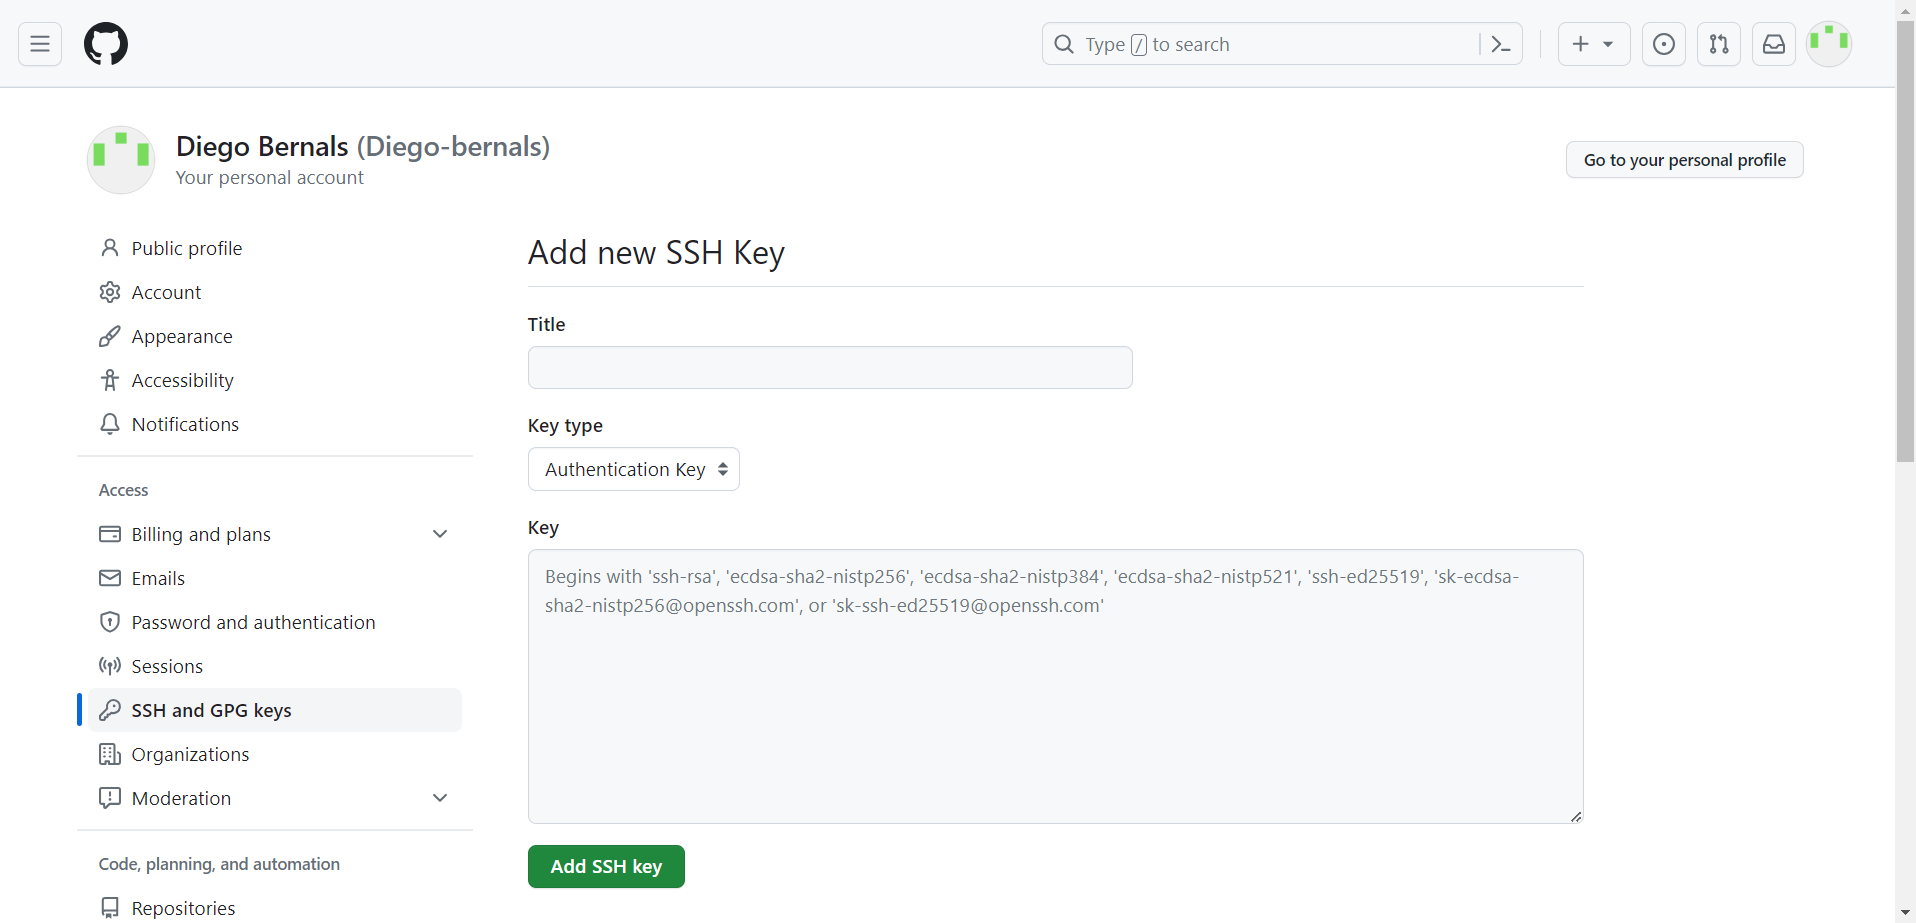 Type / to search
Diego Bernals (Diego-bernals)
Your personal account
Go to your personal profile
Public profile
Account
Appearance
Accessibility
Notifications
Access
Billing and plans
Emails
Password and authentication
Sessions
SSH and GPG keys
Organizations
Moderation
Code, planning, and automation
Repositories
Add new SSH Key
Title
Key type
Authentication Key
Key
Begins with 'ssh-rsa', 'ecdsa-sha2-nistp256', 'ecdsa-sha2-nistp384', 'ecdsa-sha2-nistp521', 'ssh-ed25519', 'sk-ecdsa-
sha2-nistp256@openssh.com', or 'sk-ssh-ed25519@openssh.com'
Add SSH key